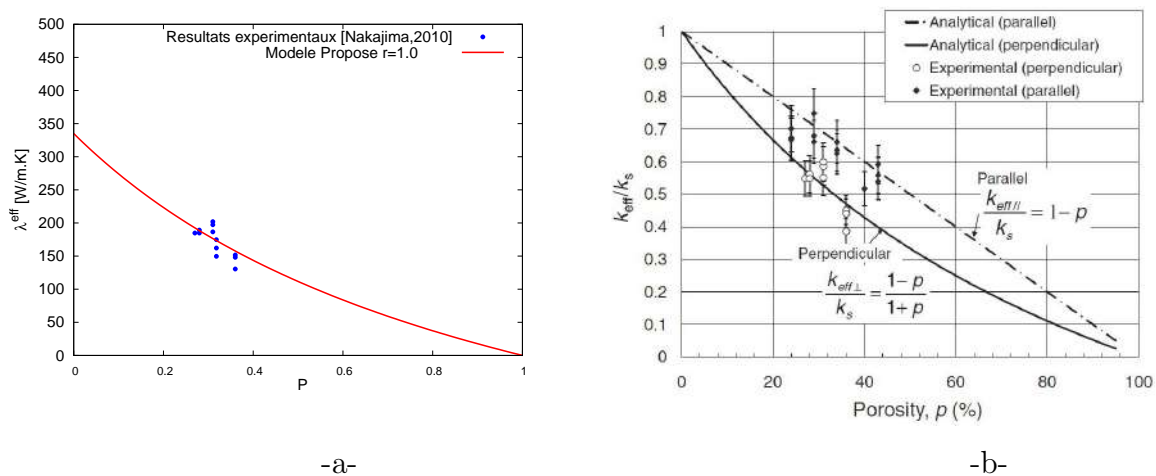 500
450
400
350
300
250
200
150
100
50
0
0
0.2
0.4
0.6
0.8
1
λ^eff [W/m.K]
P
Resultats experimentaux [Nakajima,2010]
Modele Propose r=1.0
-a-
Analytical (parallel)
Analytical (perpendicular)
Experimental (perpendicular)
Experimental (parallel)
1
0.9
0.8
0.7
0.6
0.5
0.4
0.3
0.2
0.1
0
k_eff/k_s
Parallel
k_eff// / k_s = 1−p
Perpendicular
k_eff⊥ / k_s = 1−p / 1+p
0
20
40
60
80
100
Porosity, p (%)
-b-